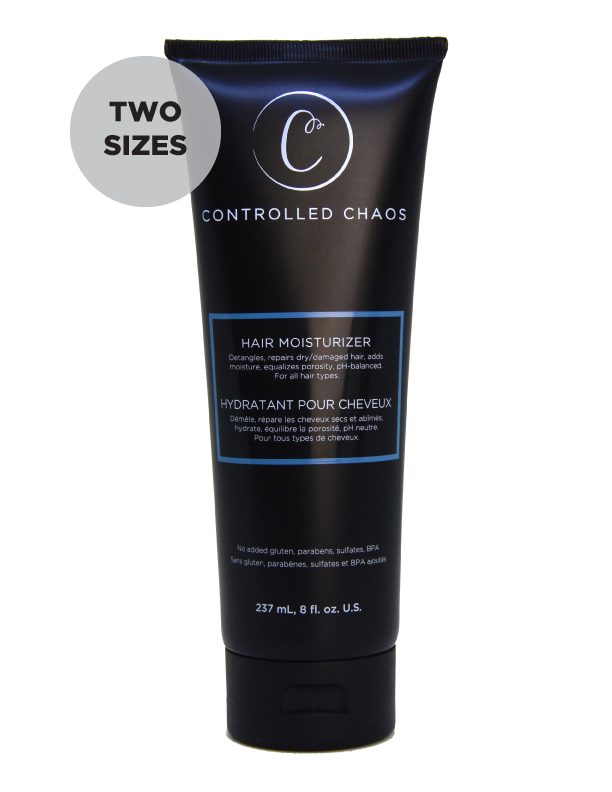 TWO
SIZES
C
CONTROLLED CHAOS
HAIR MOISTURIZER
Detangles, repairs dry/damaged hair, adds
moisture, equalizes porosity, pH-balanced.
For all hair types.
HYDRATANT POUR CHEVEUX
Démêle, répare les cheveux secs et abîmés,
hydrate, équilibre la porosité, pH neutre.
Pour tous types de cheveux.
No added gluten, parabens, sulfates, BPA
Sans gluten, parabènes, sulfates et BPA ajoutés
237 mL, 8 fl. oz. U.S.